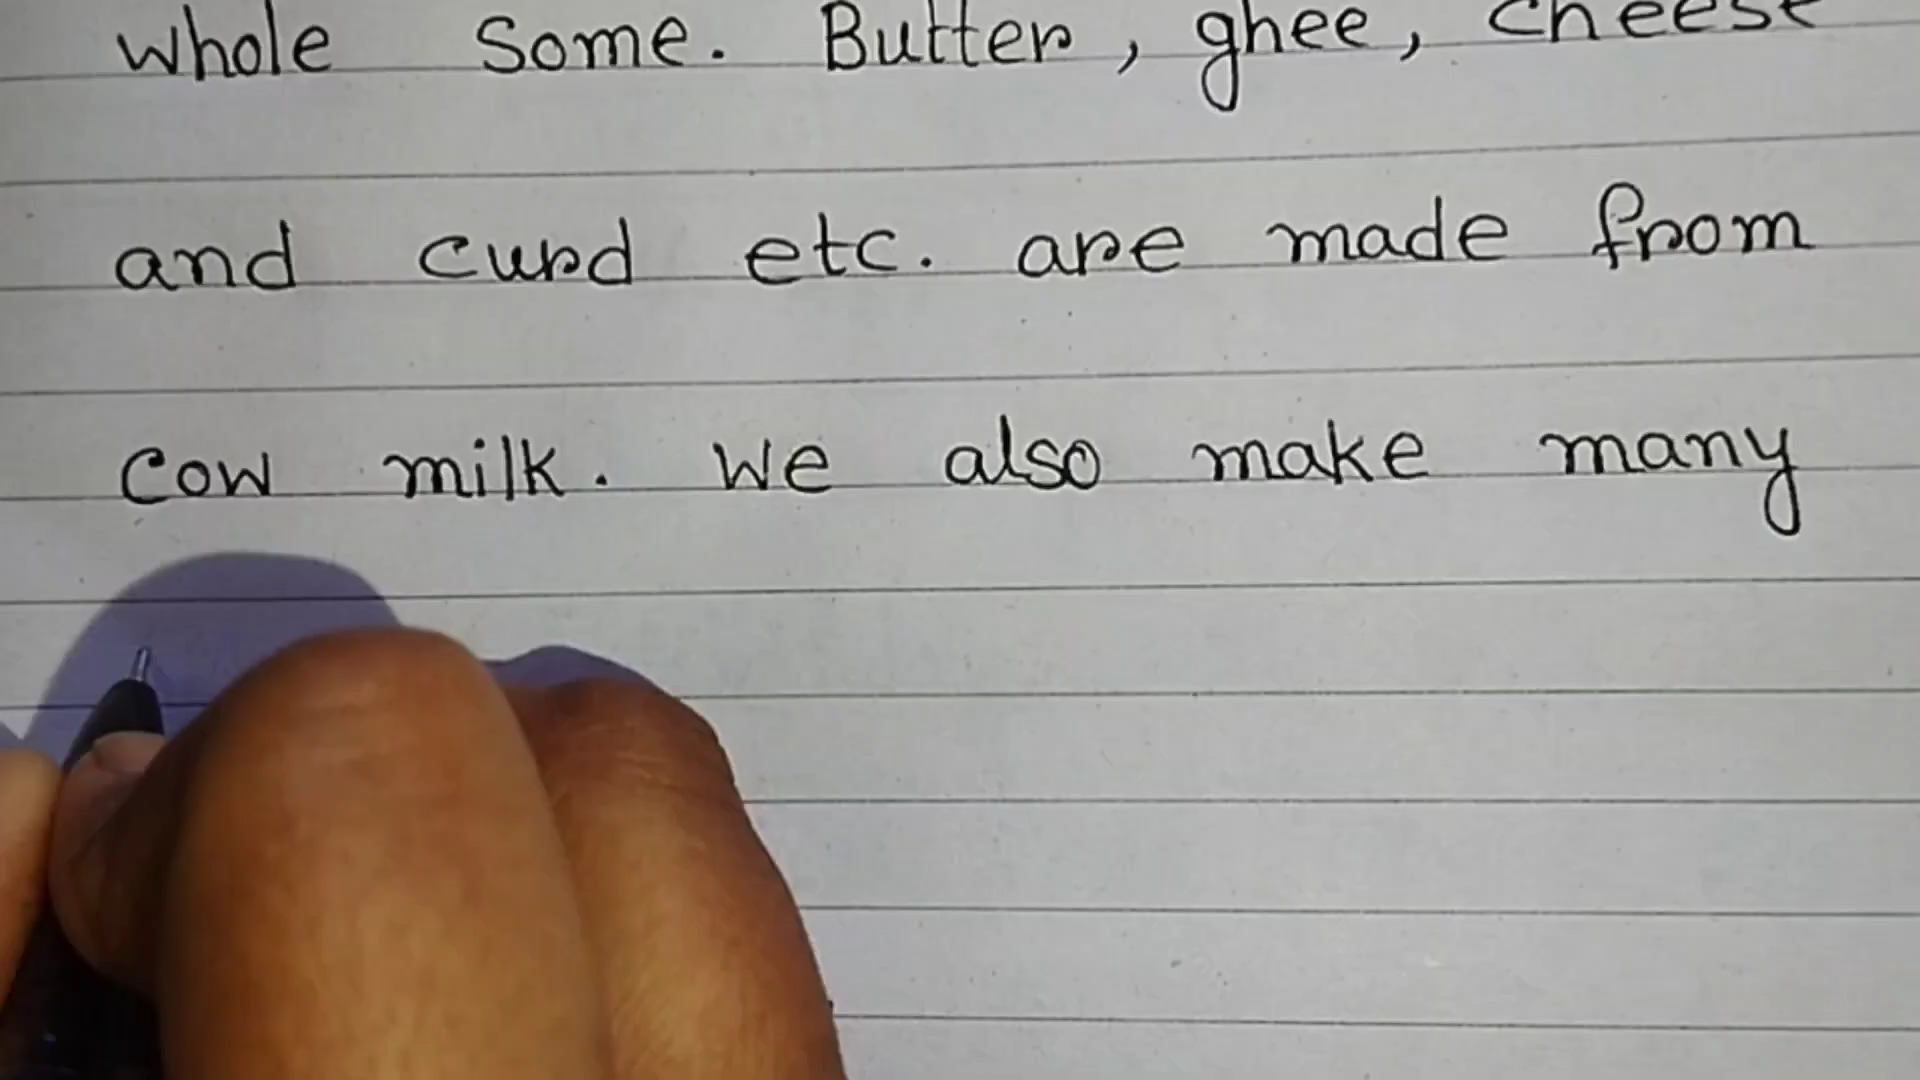 whole some. Butter, ghee, cheese
and curd etc. are made from
cow milk. We also make many